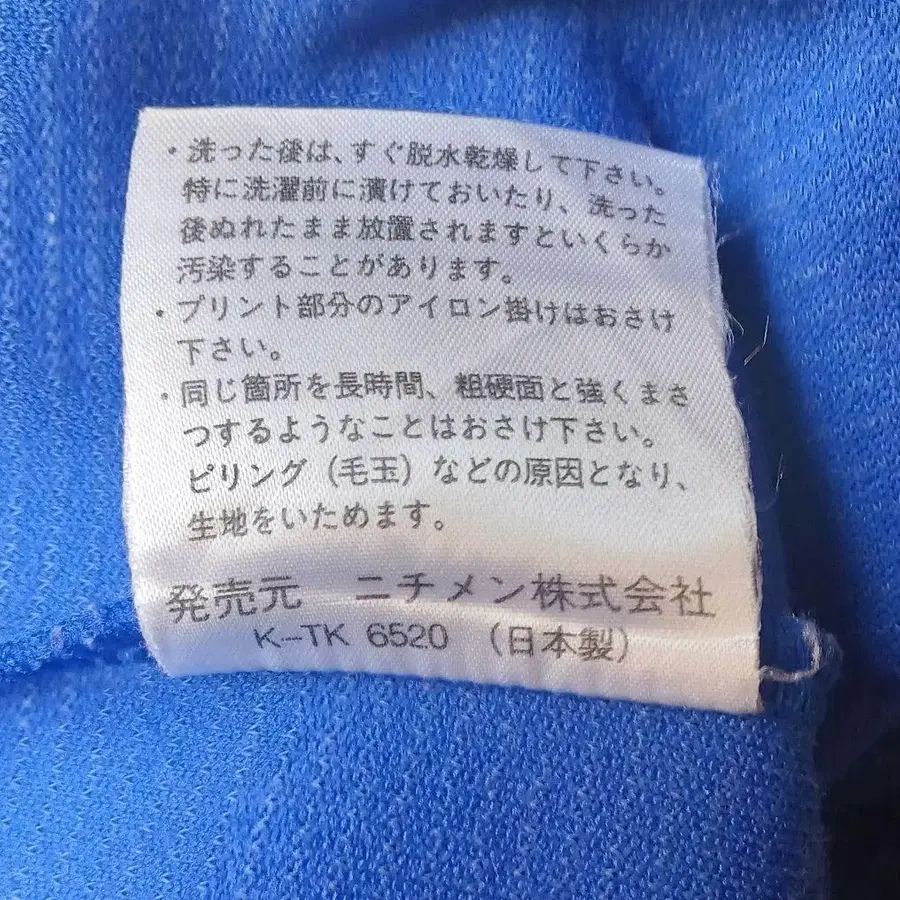 ・洗った後は、すぐ脱水乾燥して下さい。
特に洗濯前に漬けておいたり、洗った
後ぬれたまま放置されますといくらか
汚染することがあります。
・プリント部分のアイロン掛けはおさけ
下さい。
・同じ箇所を長時間、粗硬面と強くまさ
つするようなことはおさけ下さい。
ピリング（毛玉）などの原因となり、
生地をいためます。
発売元　ニチメン株式会社
K-TK 6520 （日本製）